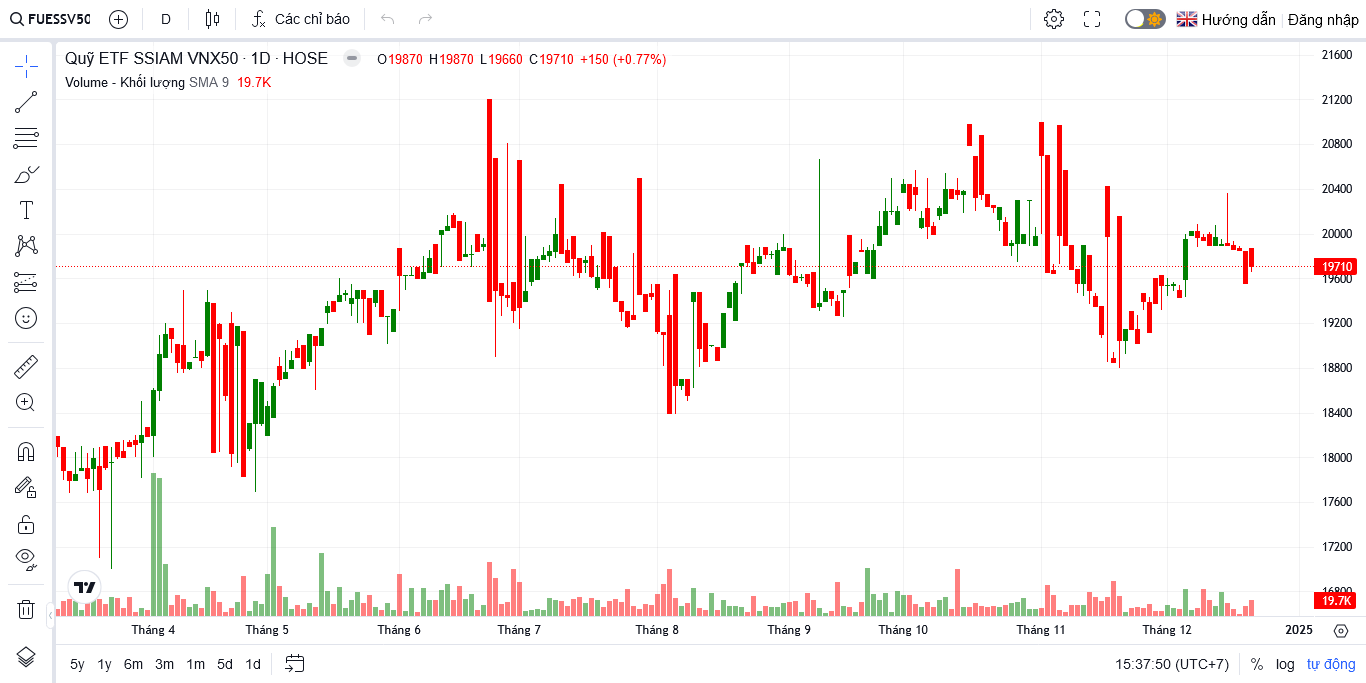 FUESSV50 D Các chỉ báo Hướng dẫn Đăng nhập
Quỹ ETF SSIAM VNX50 · 1D · HOSE O19870 H19870 L19660 C19710 +150 (+0.77%)
Volume - Khối lượng SMA 9 19.7K
21600
21200
20800
20400
20000
19710
19600
19200
18800
18400
18000
17600
17200
16800
19.7K
Tháng 4 Tháng 5 Tháng 6 Tháng 7 Tháng 8 Tháng 9 Tháng 10 Tháng 11 Tháng 12 2025
5y 1y 6m 3m 1m 5d 1d 15:37:50 (UTC+7) % log tự động